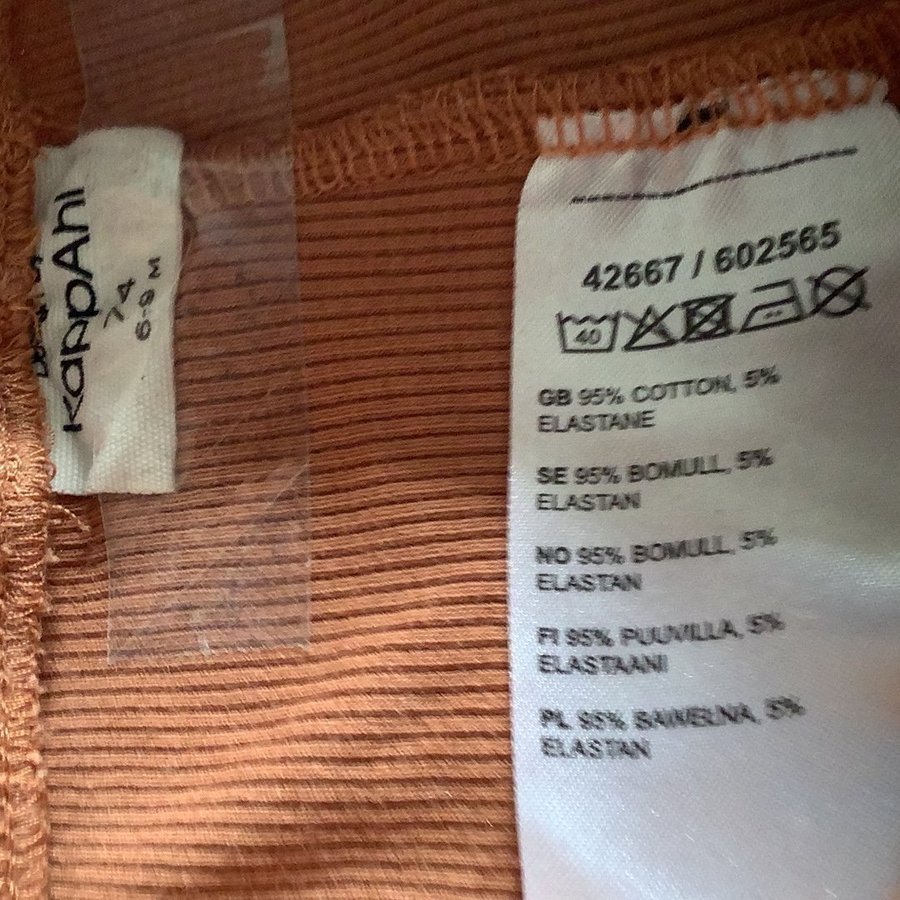 KappAhl
74
6-9 M
42667 / 602565
40
GB 95% COTTON, 5%
ELASTANE
SE 95% BOMULL, 5%
ELASTAN
NO 95% BOMULL, 5%
ELASTAN
FI 95% PUUVILLA, 5%
ELASTAANI
PL 95% BAWEŁNA, 5%
ELASTAN